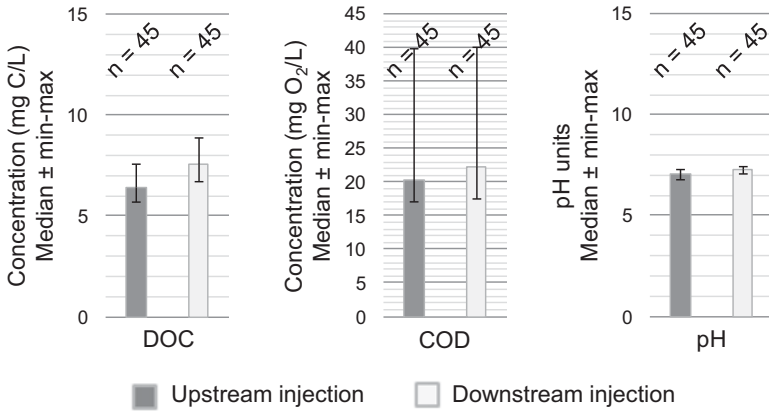 Concentration (mg C/L)
Median ± min-max
15
10
5
0
n = 45
n = 45
DOC
Concentration (mg O₂/L)
Median ± min-max
45
40
35
30
25
20
15
10
5
0
n = 45
n = 45
COD
pH units
Median ± min-max
15
10
5
0
n = 45
n = 45
pH
Upstream injection
Downstream injection